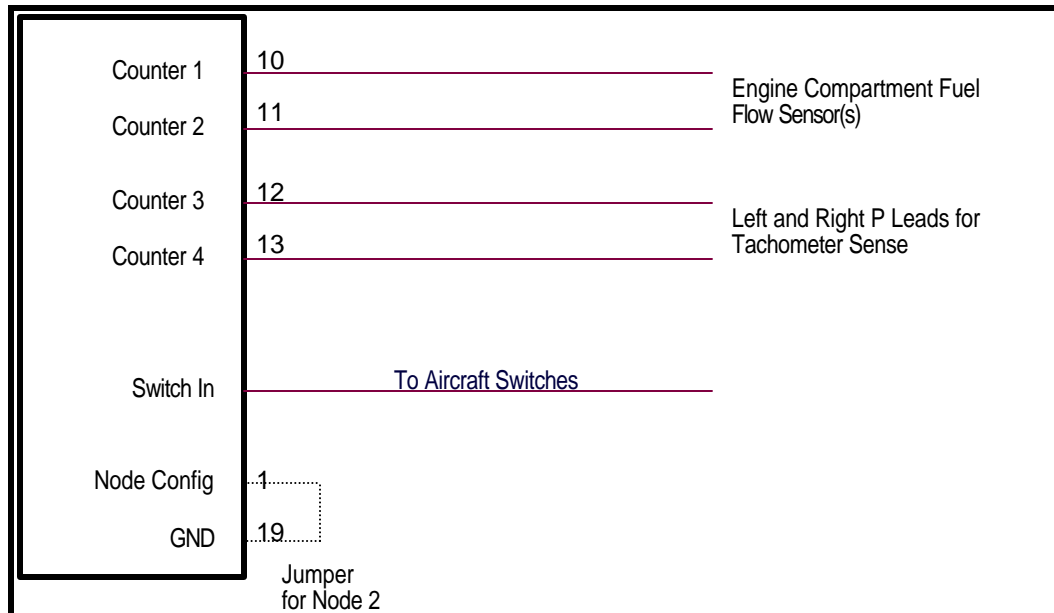 Counter 1
10
Counter 2
11
Engine Compartment Fuel
Flow Sensor(s)
Counter 3
12
Counter 4
13
Left and Right P Leads for
Tachometer Sense
Switch In
To Aircraft Switches
Node Config
1
GND
19
Jumper
for Node 2